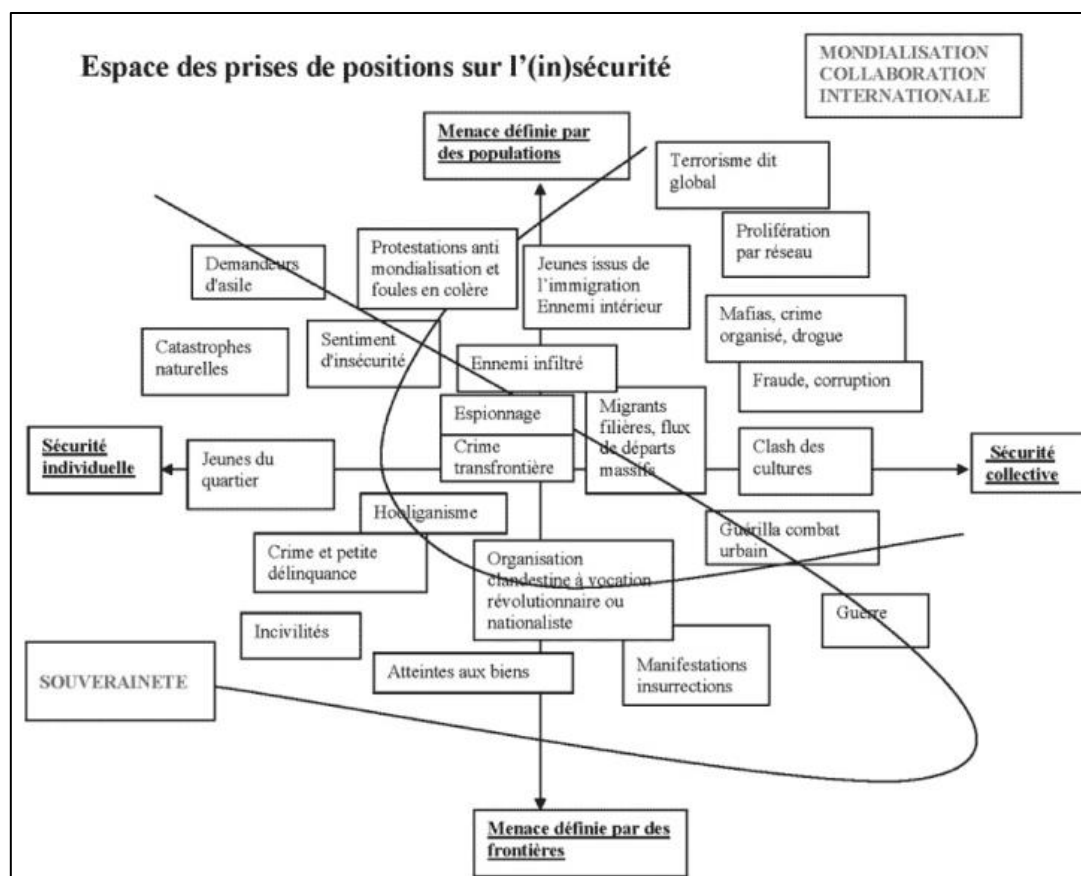 Espace des prises de positions sur l'(in)sécurité
MONDIALISATION
COLLABORATION
INTERNATIONALE
Menace définie par
des populations
Terrorisme dit
global
Prolifération
par réseau
Demandeurs
d'asile
Protestations anti
mondialisation et
foules en colère
Jeunes issus de
l'immigration
Ennemi intérieur
Mafias, crime
organisé, drogue
Catastrophes
naturelles
Sentiment
d'insécurité
Ennemi infiltré
Fraude, corruption
Espionnage
Migrants
filières, flux
de départs
massifs
Sécurité
individuelle
Jeunes du
quartier
Crime
transfrontière
Clash des
cultures
Sécurité
collective
Hooliganisme
Crime et petite
délinquance
Organisation
clandestine à vocation
révolutionnaire ou
nationaliste
Guérilla combat
urbain
Guerre
Incivilités
SOUVERAINETE
Atteintes aux biens
Manifestations
insurrections
Menace définie par des
frontières